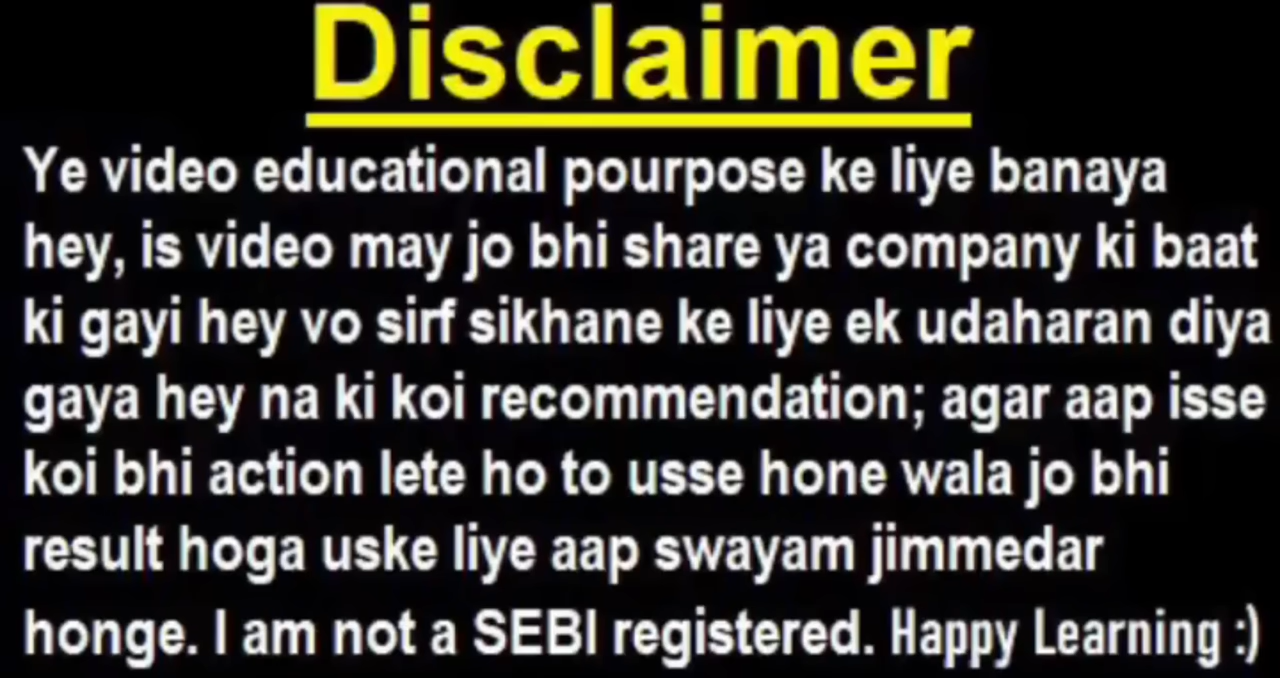 Disclaimer
Ye video educational pourpose ke liye banaya
hey, is video may jo bhi share ya company ki baat
ki gayi hey vo sirf sikhane ke liye ek udaharan diya
gaya hey na ki koi recommendation; agar aap isse
koi bhi action lete ho to usse hone wala jo bhi
result hoga uske liye aap swayam jimmedar
honge. I am not a SEBI registered. Happy Learning :)